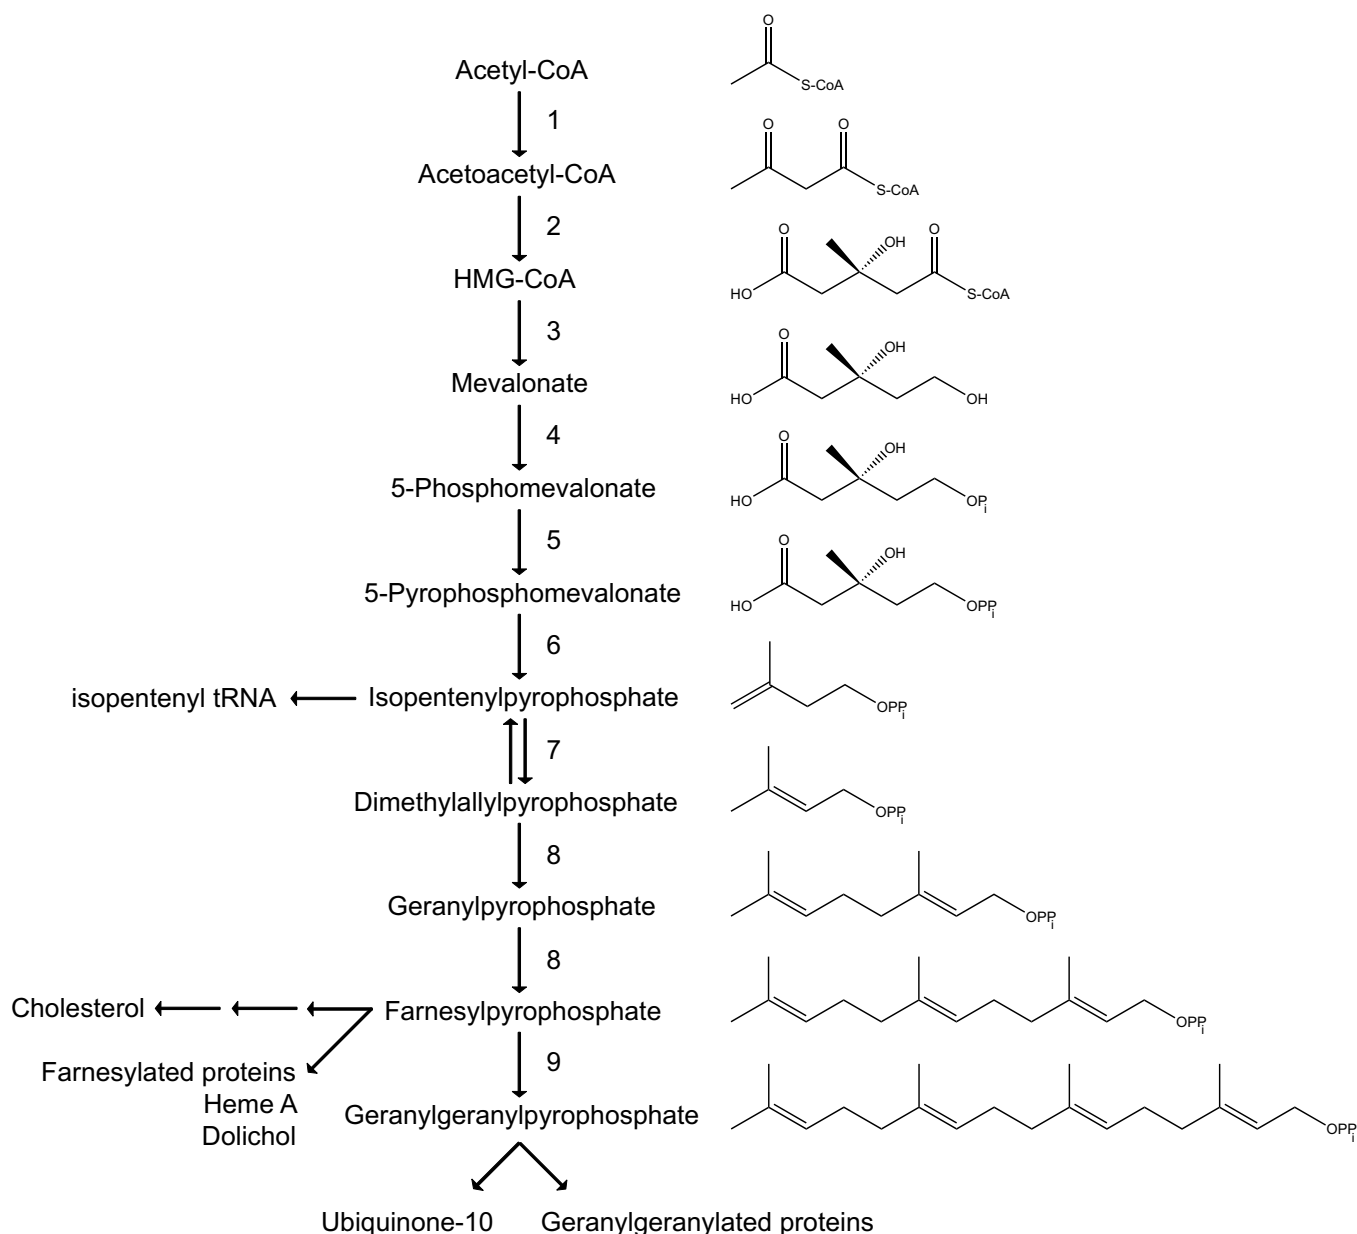 Acetyl-CoA
O
S-CoA
1
Acetoacetyl-CoA
O O
S-CoA
2
HMG-CoA
O OH O
HO S-CoA
3
Mevalonate
O OH
HO OH
4
5-Phosphomevalonate
O OH
HO OPi
5
5-Pyrophosphomevalonate
O OH
HO OPPi
6
isopentenyl tRNA
Isopentenylpyrophosphate
OPPi
7
Dimethylallylpyrophosphate
OPPi
8
Geranylpyrophosphate
OPPi
8
Cholesterol
Farnesylpyrophosphate
OPPi
9
Farnesylated proteins
Heme A
Dolichol
Geranylgeranylpyrophosphate
OPPi
Ubiquinone-10
Geranylgeranylated proteins